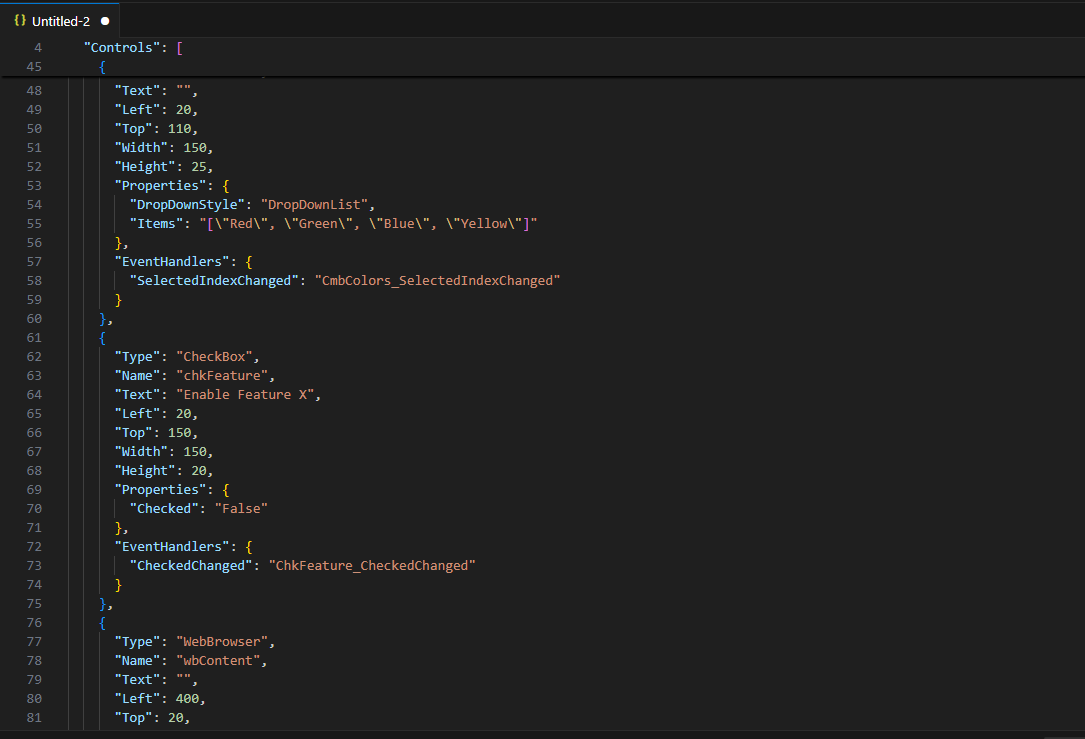 {} Untitled-2 ●
4 "Controls": [
45 {
48 "Text": "",
49 "Left": 20,
50 "Top": 110,
51 "Width": 150,
52 "Height": 25,
53 "Properties": {
54 "DropDownStyle": "DropDownList",
55 "Items": "[\"Red\", \"Green\", \"Blue\", \"Yellow\"]"
56 },
57 "EventHandlers": {
58 "SelectedIndexChanged": "CmbColors_SelectedIndexChanged"
59 }
60 },
61 {
62 "Type": "CheckBox",
63 "Name": "chkFeature",
64 "Text": "Enable Feature X",
65 "Left": 20,
66 "Top": 150,
67 "Width": 150,
68 "Height": 20,
69 "Properties": {
70 "Checked": "False"
71 },
72 "EventHandlers": {
73 "CheckedChanged": "ChkFeature_CheckedChanged"
74 }
75 },
76 {
77 "Type": "WebBrowser",
78 "Name": "wbContent",
79 "Text": "",
80 "Left": 400,
81 "Top": 20,